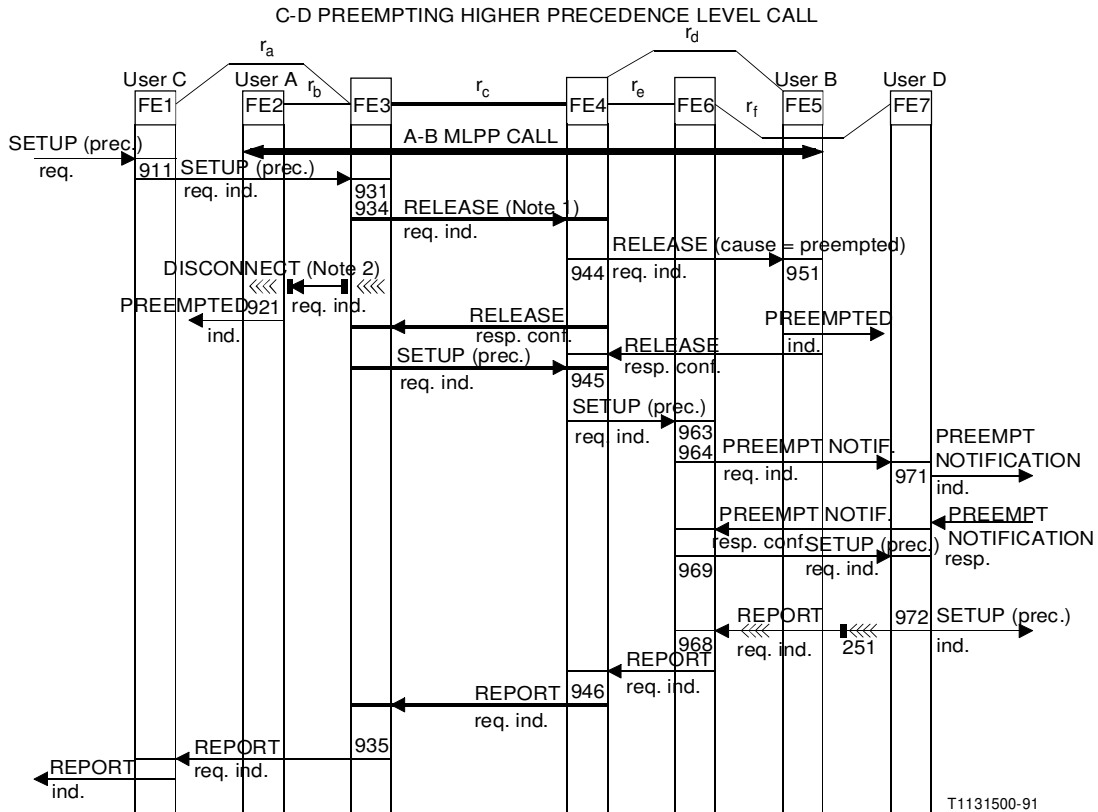 C-D PREEMPTING HIGHER PRECEDENCE LEVEL CALL
r_a
r_d
User C
User A
r_b
r_c
r_e
User B
User D
FE1
FE2
FE3
FE4
FE6
r_f
FE5
FE7
A-B MLPP CALL
SETUP (prec.)
req.
911
SETUP (prec.)
req. ind.
931
934
RELEASE (Note 1)
req. ind.
RELEASE (cause = preempted)
944
req. ind.
951
DISCONNECT (Note 2)
PREEMPTED
921
req. ind.
ind.
RELEASE
resp. conf.
PREEMPTED
ind.
RELEASE
resp. conf.
SETUP (prec.)
req. ind.
945
SETUP (prec.)
req. ind.
963
964
PREEMPT NOTIF.
req. ind.
971
PREEMPT
NOTIFICATION
ind.
PREEMPT NOTIF.
resp. conf.
PREEMPT
NOTIFICATION
resp.
SETUP (prec.)
969
req. ind.
972
SETUP (prec.)
ind.
REPORT
968
req. ind.
251
REPORT
req. ind.
946
REPORT
req. ind.
935
REPORT
req. ind.
REPORT
ind.
T1131500-91